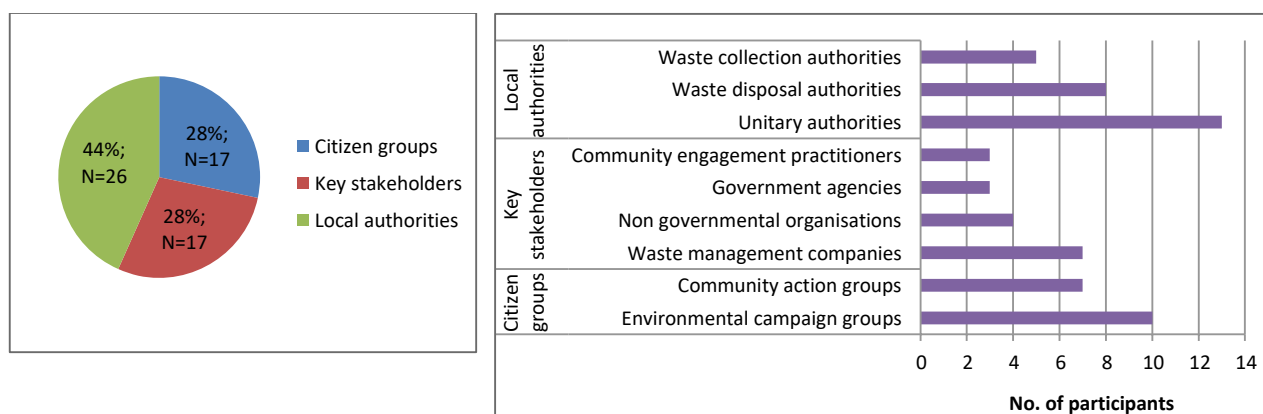 28%;
N=17
44%;
N=26
28%;
N=17
Citizen groups
Key stakeholders
Local authorities
Local
authorities
Waste collection authorities
Waste disposal authorities
Unitary authorities
Key
stakeholders
Community engagement practitioners
Government agencies
Non governmental organisations
Waste management companies
Citizen
groups
Community action groups
Environmental campaign groups
0 2 4 6 8 10 12 14
No. of participants